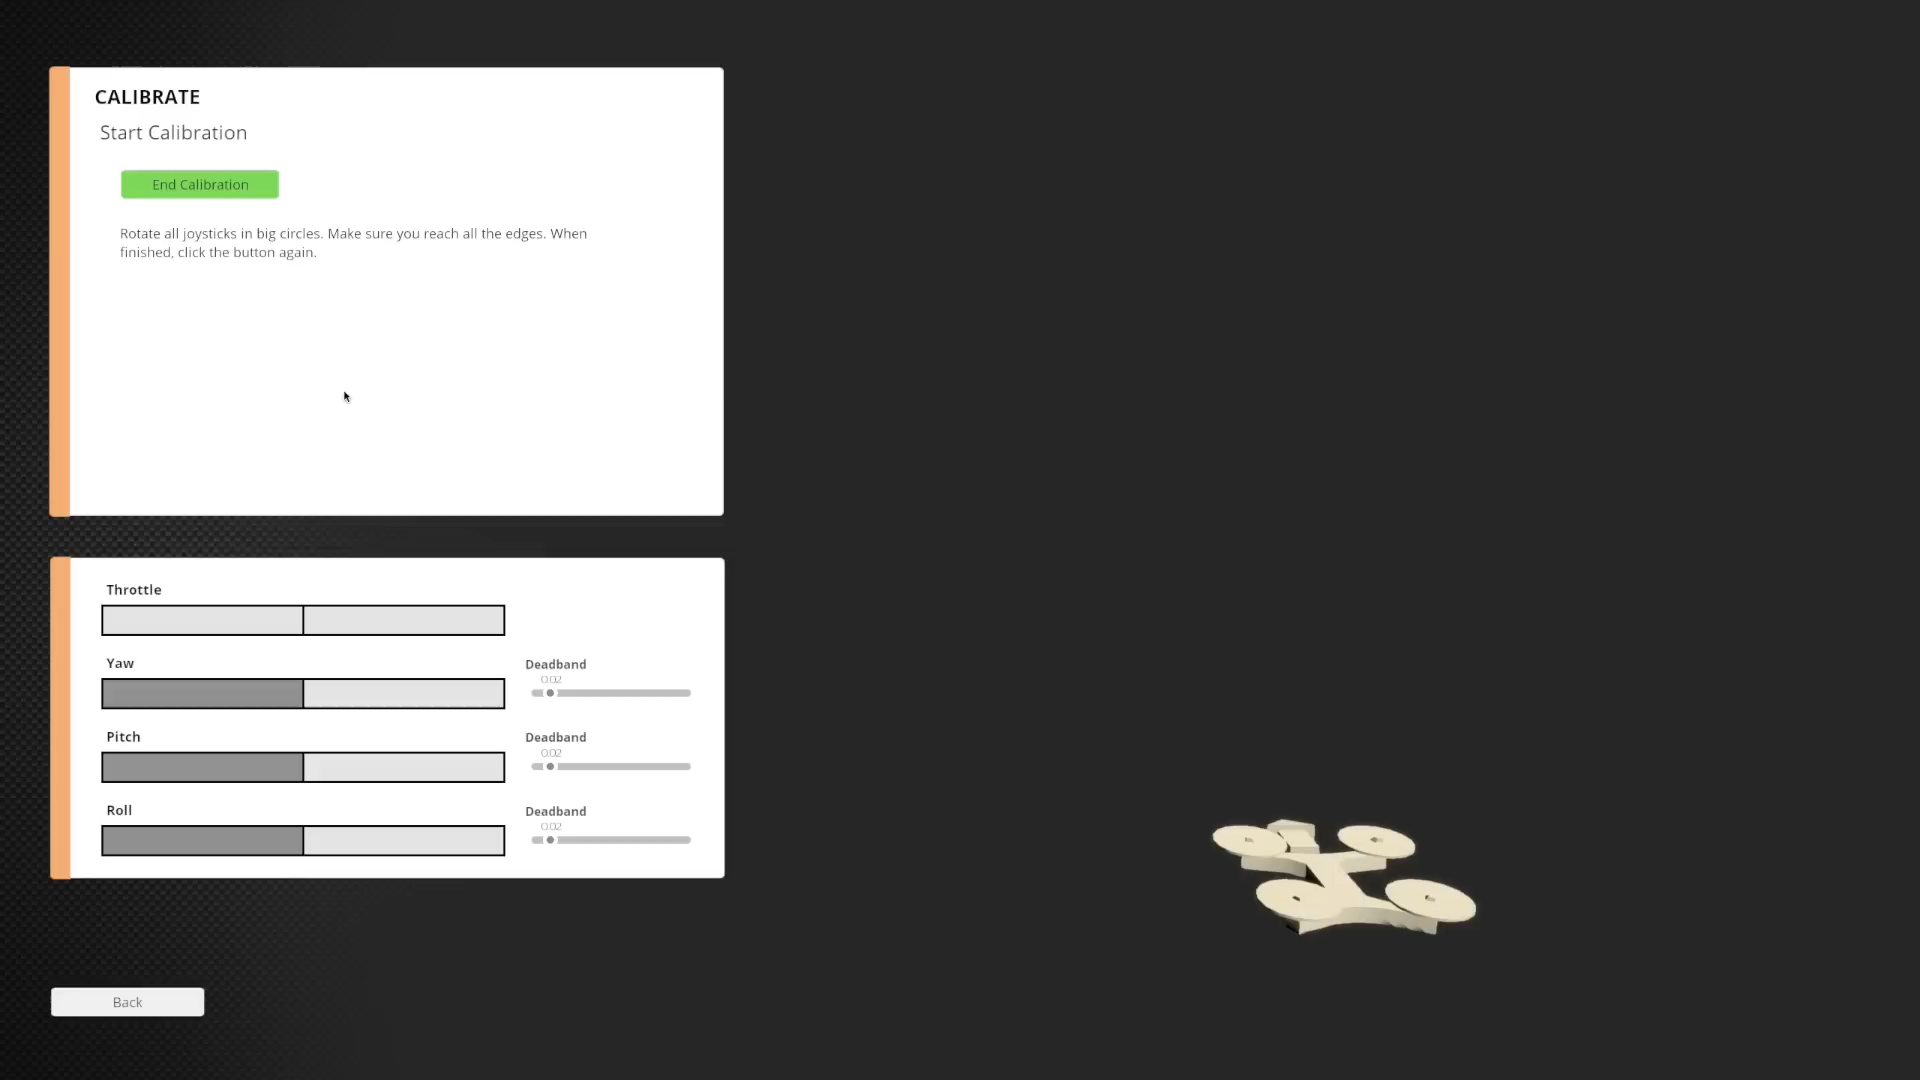 CALIBRATE
Start Calibration
End Calibration
Rotate all joysticks in big circles. Make sure you reach all the edges. When
finished, click the button again.
Throttle
Yaw
Deadband
0.02
Pitch
Deadband
0.02
Roll
Deadband
0.02
Back